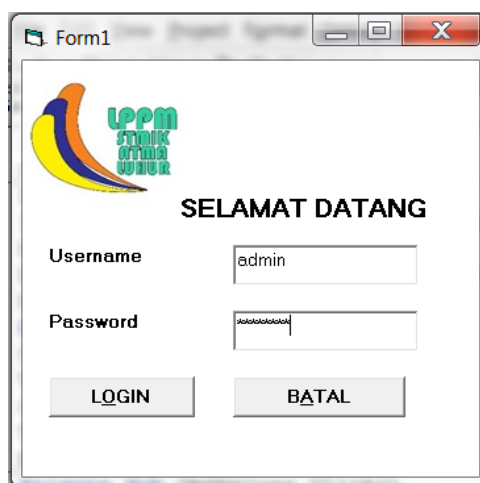 Form1
LPPM
STMIK
ATMA
LUHUR
SELAMAT DATANG
Username
admin
Password
*********
LOGIN
BATAL